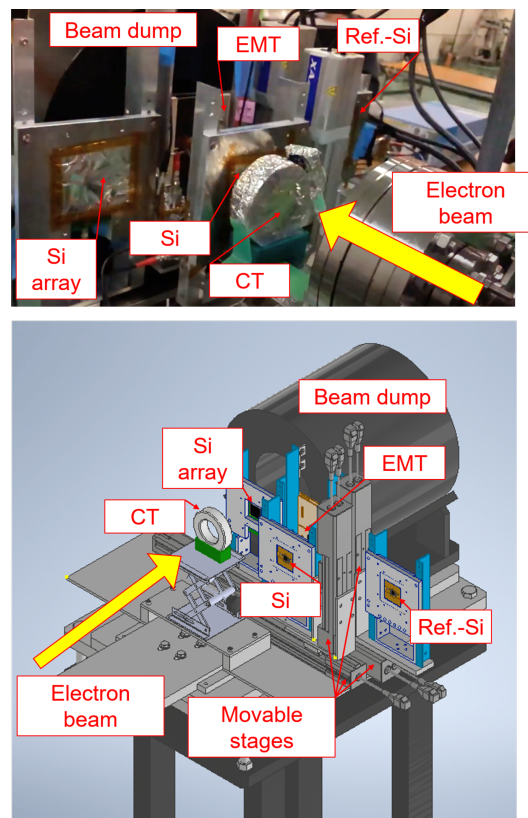 Beam dump
EMT
Ref.-Si
Electron
beam
Si
Si
array
CT
Beam dump
Si
array
EMT
CT
Si
Ref.-Si
Electron
beam
Movable
stages